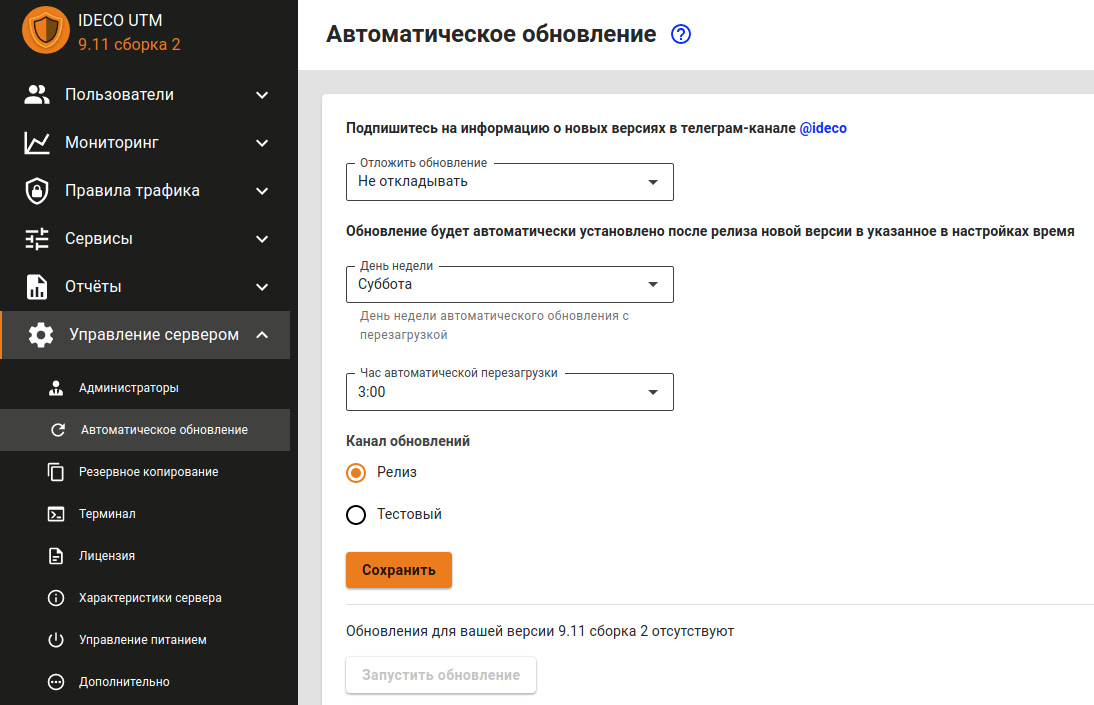 IDECO UTM
9.11 сборка 2
Пользователи
Мониторинг
Правила трафика
Сервисы
Отчёты
Управление сервером
Администраторы
Автоматическое обновление
Резервное копирование
Терминал
Лицензия
Характеристики сервера
Управление питанием
Дополнительно
Автоматическое обновление ?
Подпишитесь на информацию о новых версиях в телеграм-канале @ideco
Отложить обновление
Не откладывать
Обновление будет автоматически установлено после релиза новой версии в указанное в настройках время
День недели
Суббота
День недели автоматического обновления с
перезагрузкой
Час автоматической перезагрузки
3:00
Канал обновлений
Релиз
Тестовый
Сохранить
Обновления для вашей версии 9.11 сборка 2 отсутствуют
Запустить обновление